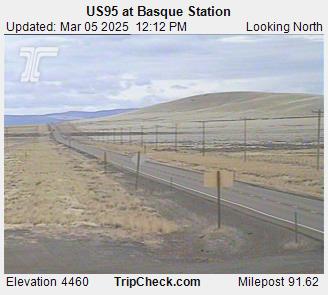 US95 at Basque Station
Updated: Mar 05 2025 12:12 PM Looking North
Elevation 4460 TripCheck.com Milepost 91.62